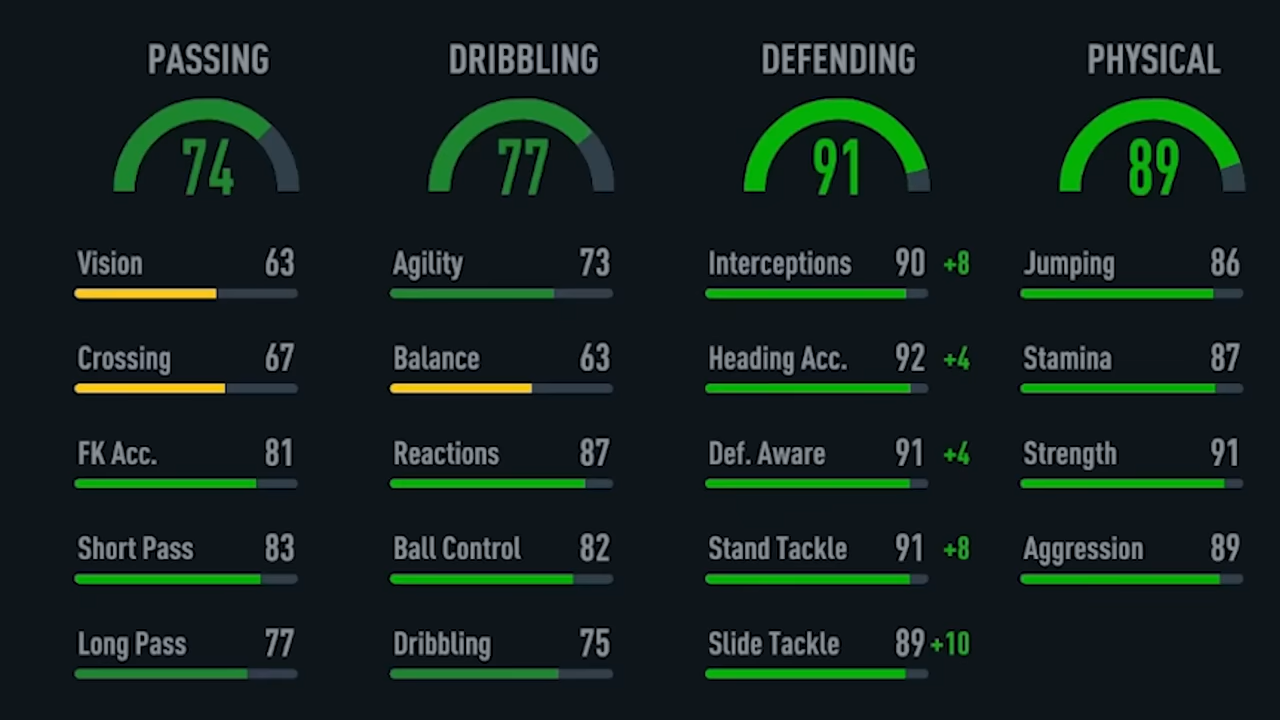 PASSING DRIBBLING DEFENDING PHYSICAL
74 77 91 89
Vision 63 Agility 73 Interceptions 90 +8 Jumping 86
Crossing 67 Balance 63 Heading Acc. 92 +4 Stamina 87
FK Acc. 81 Reactions 87 Def. Aware 91 +4 Strength 91
Short Pass 83 Ball Control 82 Stand Tackle 91 +8 Aggression 89
Long Pass 77 Dribbling 75 Slide Tackle 89 +10